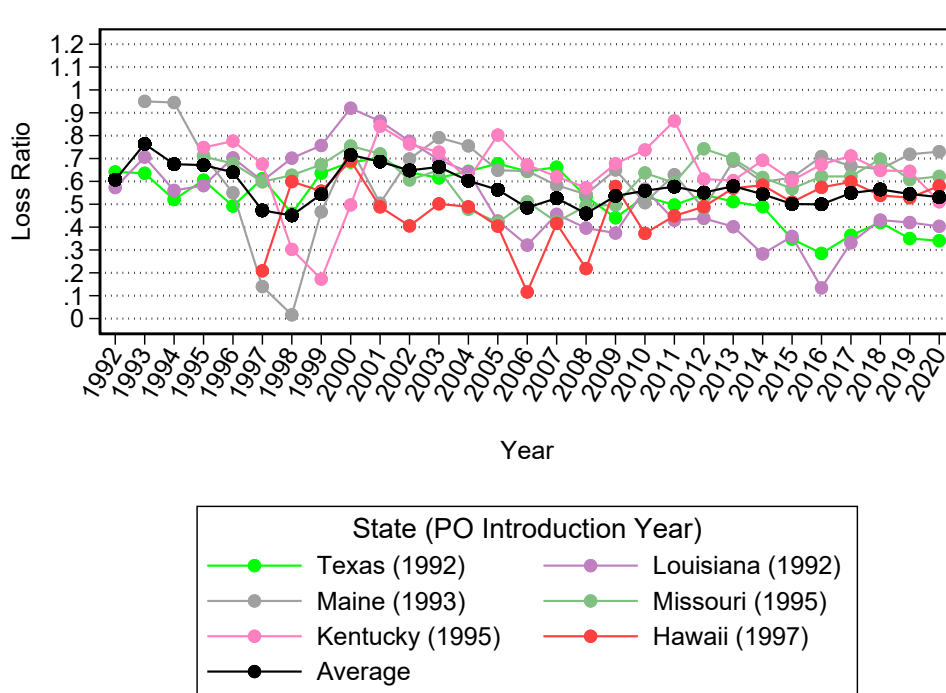 1.2
1.1
1
.9
.8
.7
.6
.5
.4
.3
.2
.1
0
Loss Ratio
1992 1993 1994 1995 1996 1997 1998 1999 2000 2001 2002 2003 2004 2005 2006 2007 2008 2009 2010 2011 2012 2013 2014 2015 2016 2017 2018 2019 2020
Year
State (PO Introduction Year)
Texas (1992) Louisiana (1992)
Maine (1993) Missouri (1995)
Kentucky (1995) Hawaii (1997)
Average